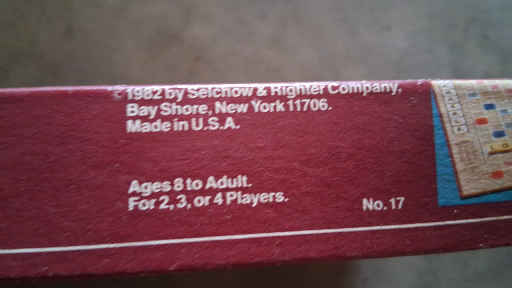 © 1982 by Selchow & Righter Company,
Bay Shore, New York 11706.
Made in U.S.A.
Ages 8 to Adult.
For 2, 3, or 4 Players.
No. 17